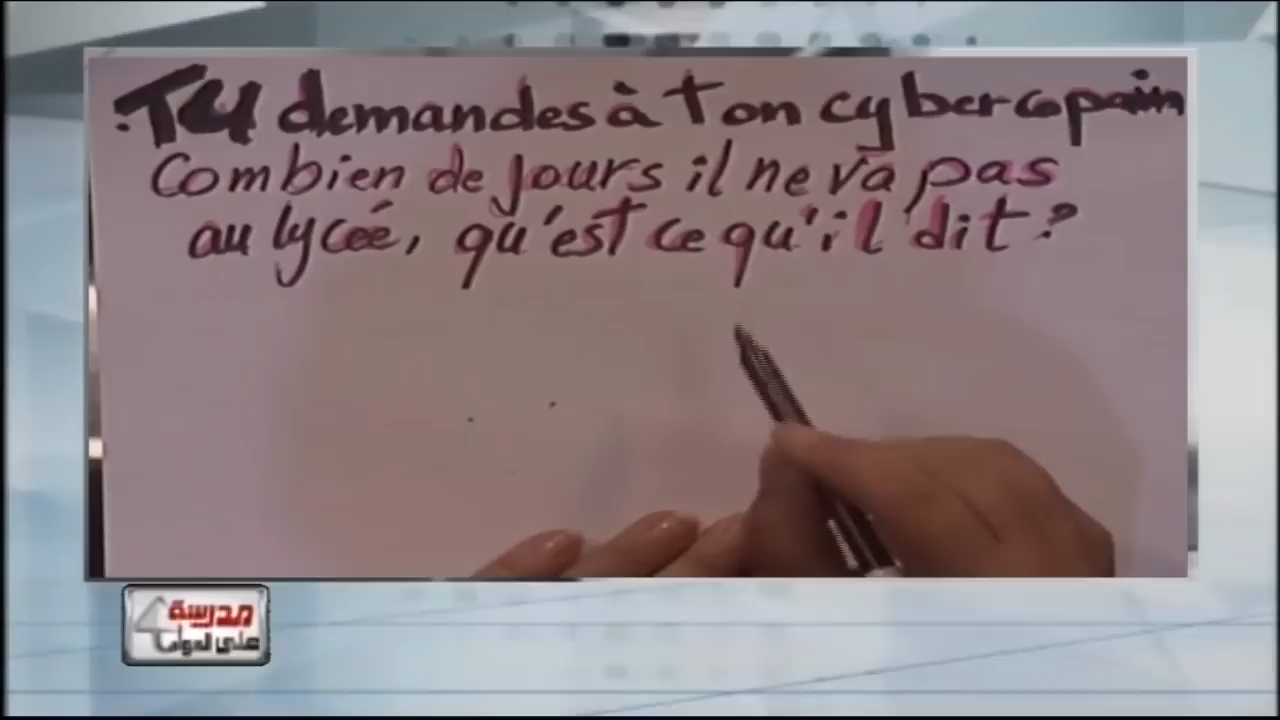 Tu demandes à ton cybercopain
Combien de jours il ne va pas
au lycée, qu'est ce qu'il dit ?
مدرسة
على الهواء